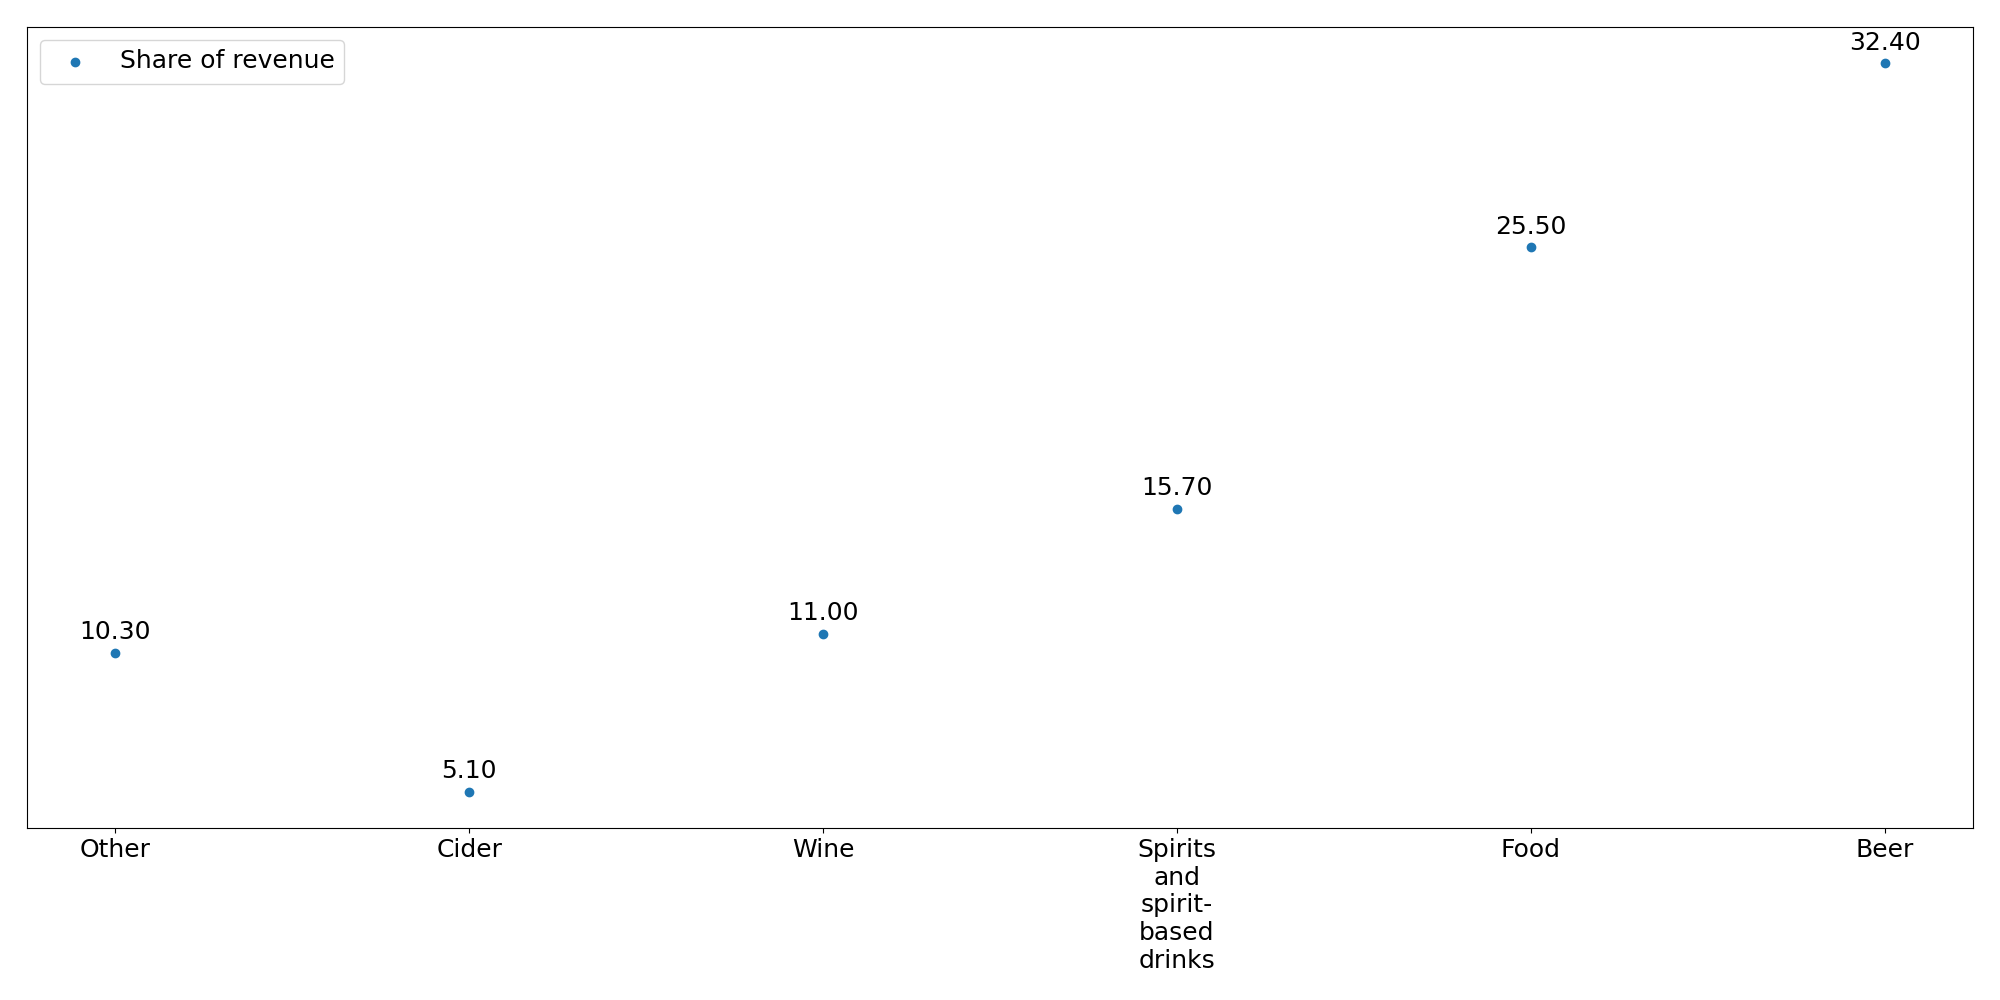 Share of revenue
32.40
25.50
15.70
11.00
10.30
5.10
Other
Cider
Wine
Spirits
and
spirit-
based
drinks
Food
Beer